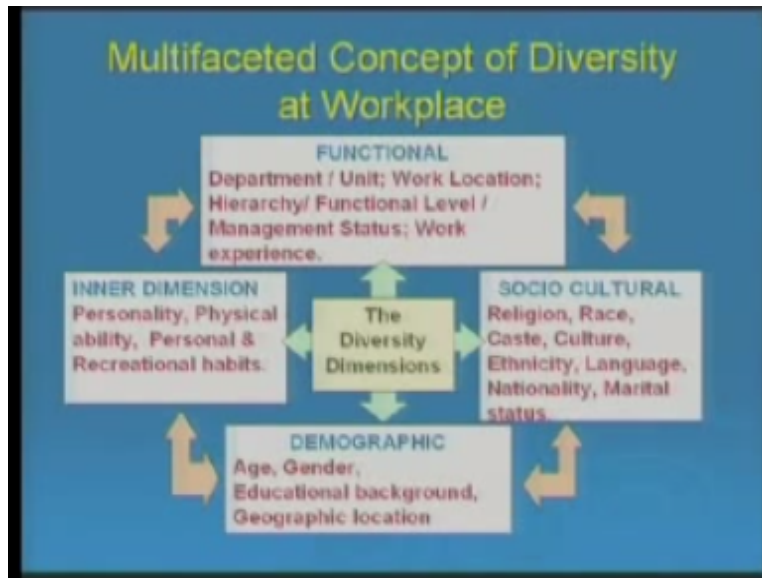 Multifaceted Concept of Diversity
at Workplace
FUNCTIONAL
Department / Unit; Work Location;
Hierarchy/ Functional Level /
Management Status; Work
experience.
INNER DIMENSION
Personality, Physical
ability, Personal &
Recreational habits.
The
Diversity
Dimensions
SOCIO CULTURAL
Religion, Race,
Caste, Culture,
Ethnicity, Language,
Nationality, Marital
status.
DEMOGRAPHIC
Age, Gender,
Educational background,
Geographic location